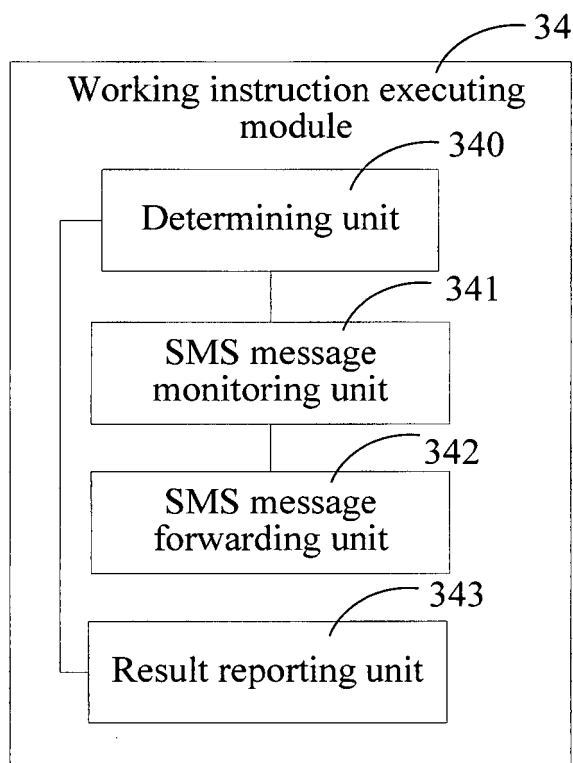 34
Working instruction executing
module
340
Determining unit
341
SMS message
monitoring unit
342
SMS message
forwarding unit
343
Result reporting unit